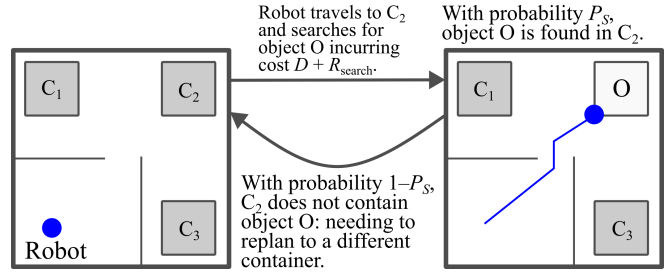 Robot travels to C2
and searches for
object O incurring
cost D + Rsearch.
With probability PS,
object O is found in C2.
C1
C2
C3
Robot
With probability 1–PS,
C2 does not contain
object O: needing to
replan to a different
container.
C1
O
C3